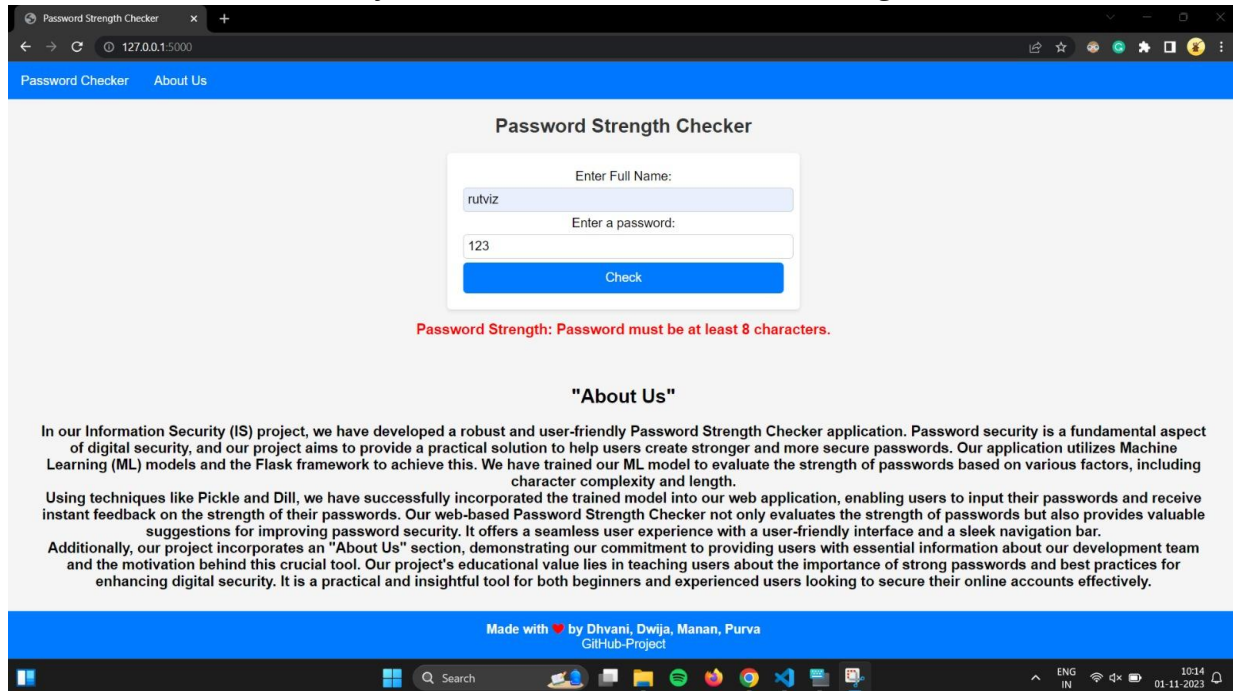 Password Strength Checker
127.0.0.1:5000
Password Checker About Us
Password Strength Checker
Enter Full Name:
rutviz
Enter a password:
123
Check
Password Strength: Password must be at least 8 characters.
"About Us"
In our Information Security (IS) project, we have developed a robust and user-friendly Password Strength Checker application. Password security is a fundamental aspect
of digital security, and our project aims to provide a practical solution to help users create stronger and more secure passwords. Our application utilizes Machine
Learning (ML) models and the Flask framework to achieve this. We have trained our ML model to evaluate the strength of passwords based on various factors, including
character complexity and length.
Using techniques like Pickle and Dill, we have successfully incorporated the trained model into our web application, enabling users to input their passwords and receive
instant feedback on the strength of their passwords. Our web-based Password Strength Checker not only evaluates the strength of passwords but also provides valuable
suggestions for improving password security. It offers a seamless user experience with a user-friendly interface and a sleek navigation bar.
Additionally, our project incorporates an "About Us" section, demonstrating our commitment to providing users with essential information about our development team
and the motivation behind this crucial tool. Our project's educational value lies in teaching users about the importance of strong passwords and best practices for
enhancing digital security. It is a practical and insightful tool for both beginners and experienced users looking to secure their online accounts effectively.
Made with ❤ by Dhvani, Dwija, Manan, Purva
GitHub-Project
Search
ENG
IN
10:14
01-11-2023